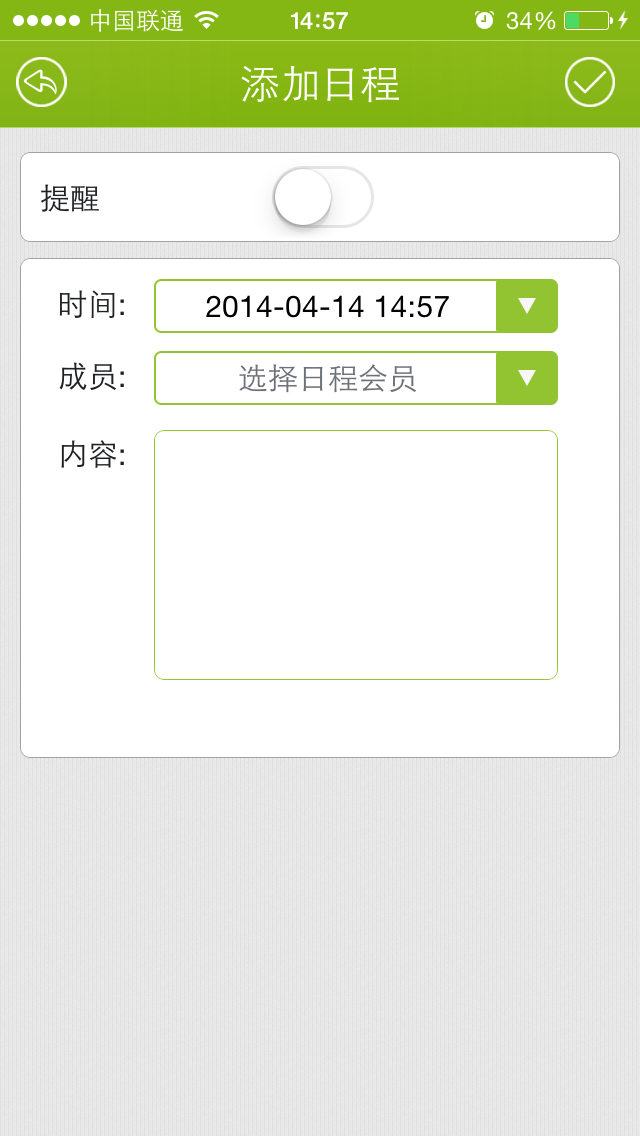 中国联通 14:57 34%
添加日程
提醒
时间: 2014-04-14 14:57
成员: 选择日程会员
内容: